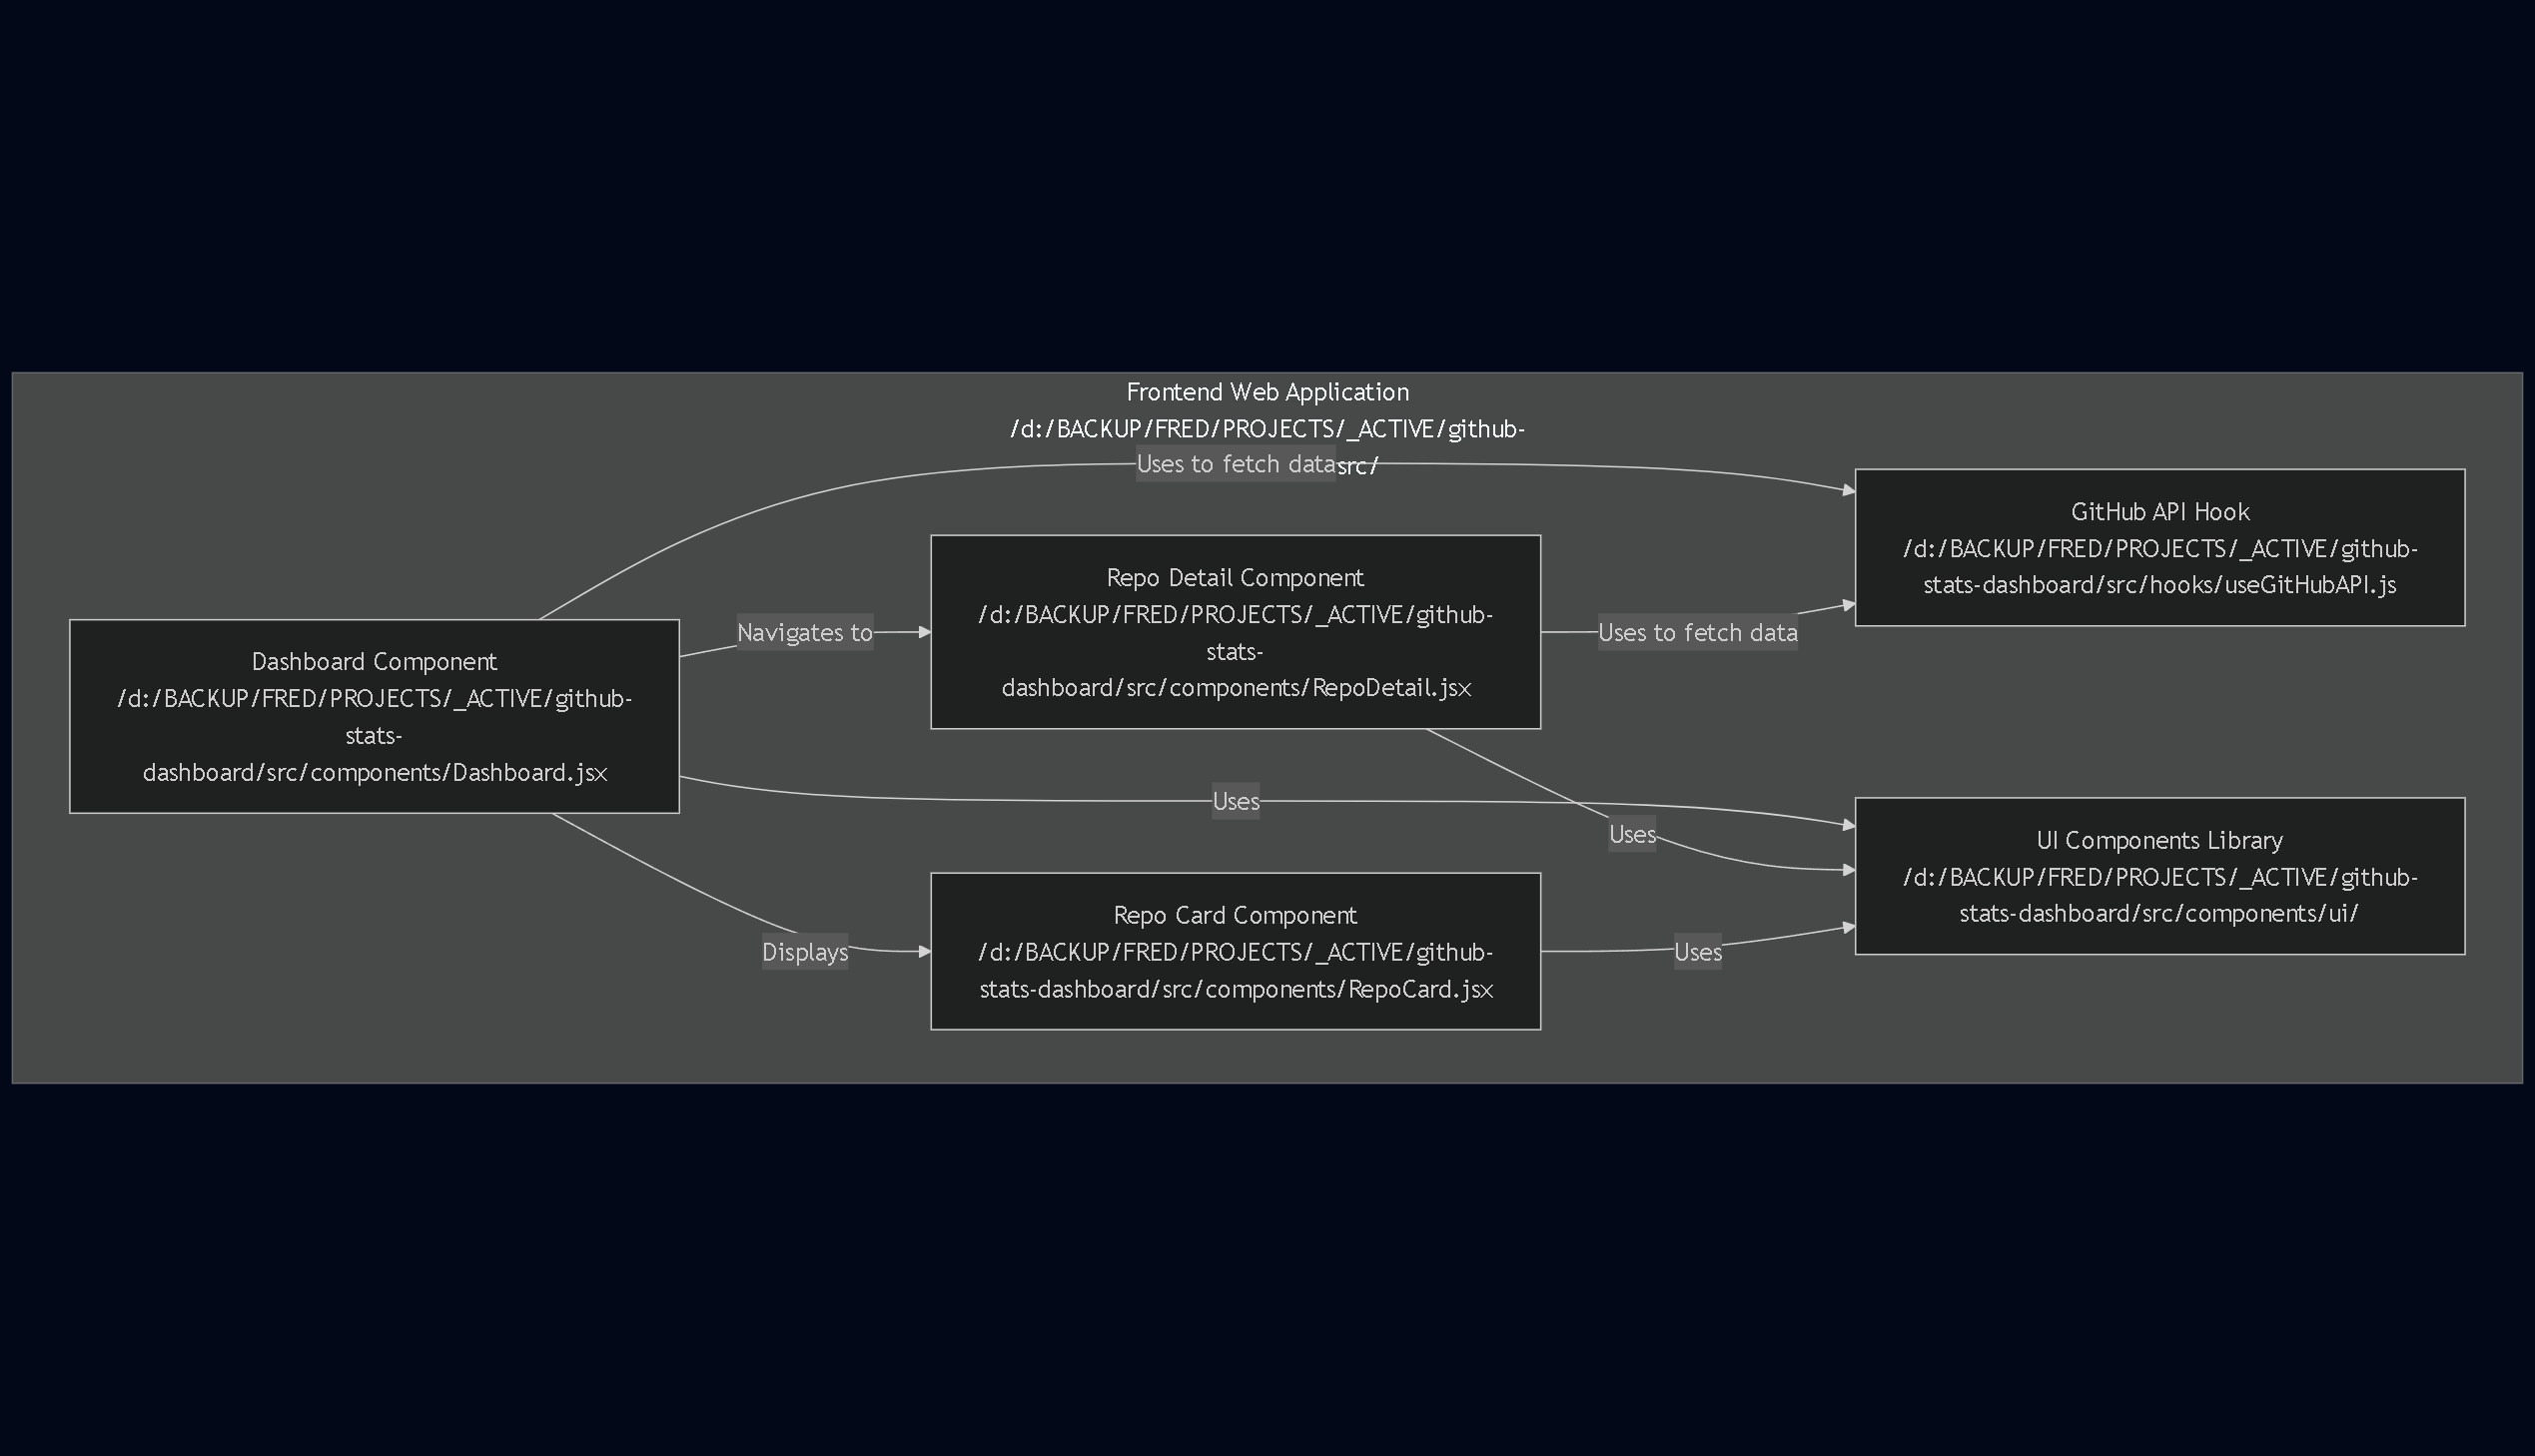 Frontend Web Application
/d:/BACKUP/FRED/PROJECTS/_ACTIVE/github-
src/
Uses to fetch data
GitHub API Hook
/d:/BACKUP/FRED/PROJECTS/_ACTIVE/github-
stats-dashboard/src/hooks/useGitHubAPI.js
Repo Detail Component
/d:/BACKUP/FRED/PROJECTS/_ACTIVE/github-
stats-
dashboard/src/components/RepoDetail.jsx
Navigates to
Uses to fetch data
Dashboard Component
/d:/BACKUP/FRED/PROJECTS/_ACTIVE/github-
stats-
dashboard/src/components/Dashboard.jsx
Uses
Uses
UI Components Library
/d:/BACKUP/FRED/PROJECTS/_ACTIVE/github-
stats-dashboard/src/components/ui/
Displays
Repo Card Component
/d:/BACKUP/FRED/PROJECTS/_ACTIVE/github-
stats-dashboard/src/components/RepoCard.jsx
Uses